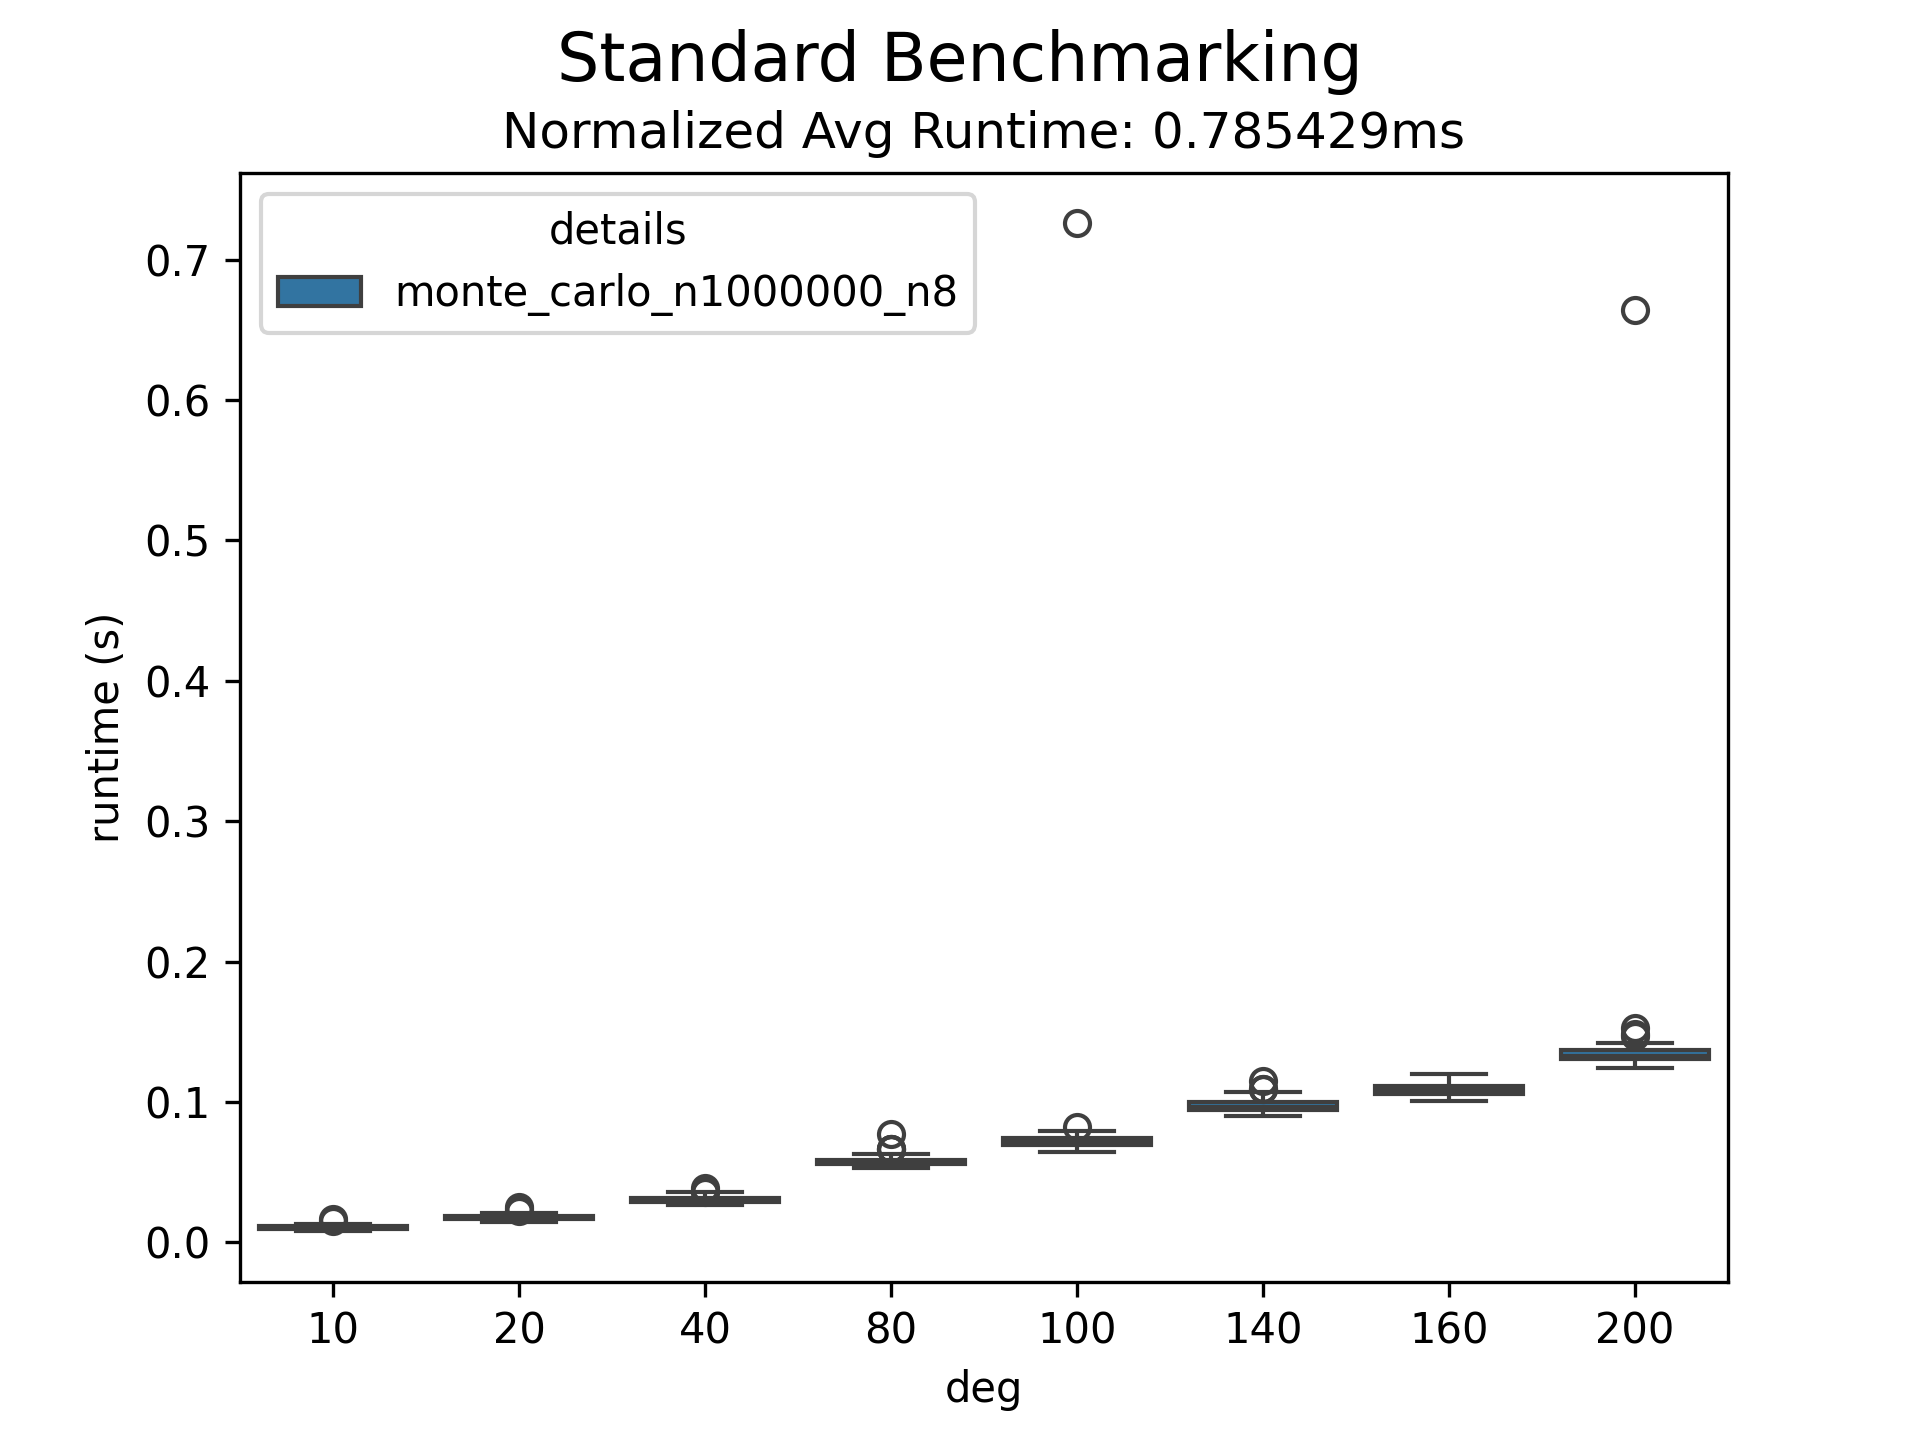 Standard Benchmarking
Normalized Avg Runtime: 0.785429ms
details
monte_carlo_n1000000_n8
0.7
0.6
0.5
0.4
0.3
0.2
0.1
0.0
runtime (s)
10 20 40 80 100 140 160 200
deg